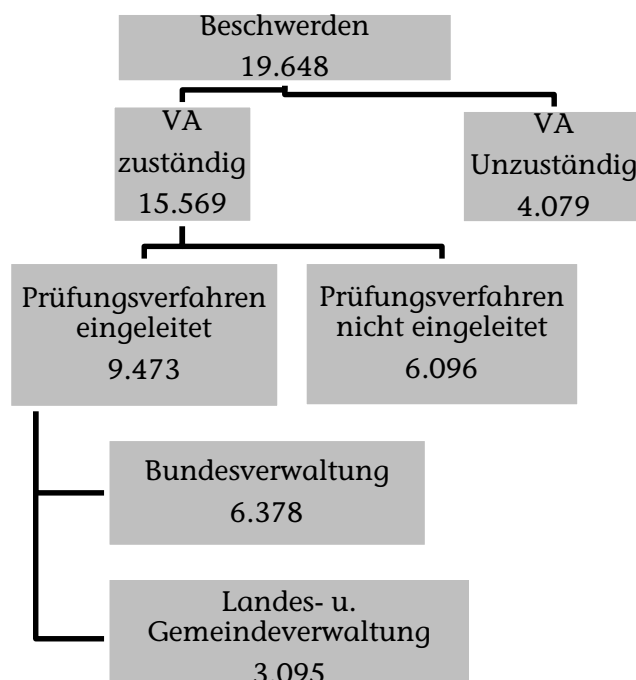 Beschwerden
19.648
VA
zuständig
15.569
VA
Unzuständig
4.079
Prüfungsverfahren
eingeleitet
9.473
Prüfungsverfahren
nicht eingeleitet
6.096
Bundesverwaltung
6.378
Landes- u.
Gemeindeverwaltung
3.095